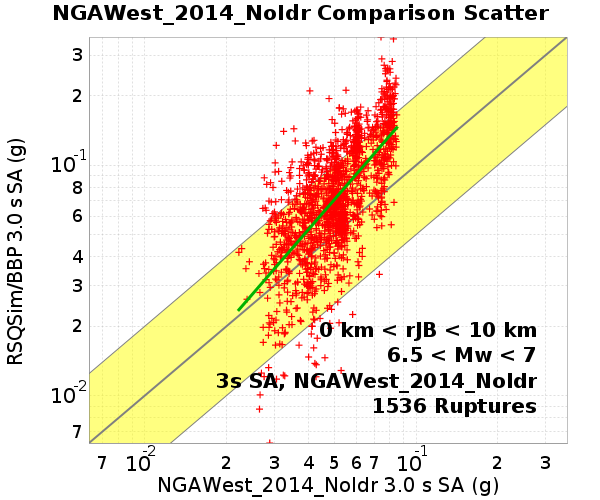 NGAWest_2014_NoIdr Comparison Scatter
RSQSim/BBP 3.0 s SA (g)
3
2
10⁻¹
8
6
4
3
2
10⁻²
7
0 km < rJB < 10 km
6.5 < Mw < 7
3s SA, NGAWest_2014_NoIdr
1536 Ruptures
7 10⁻² 2 3 4 5 6 7 10⁻¹ 2 3
NGAWest_2014_NoIdr 3.0 s SA (g)